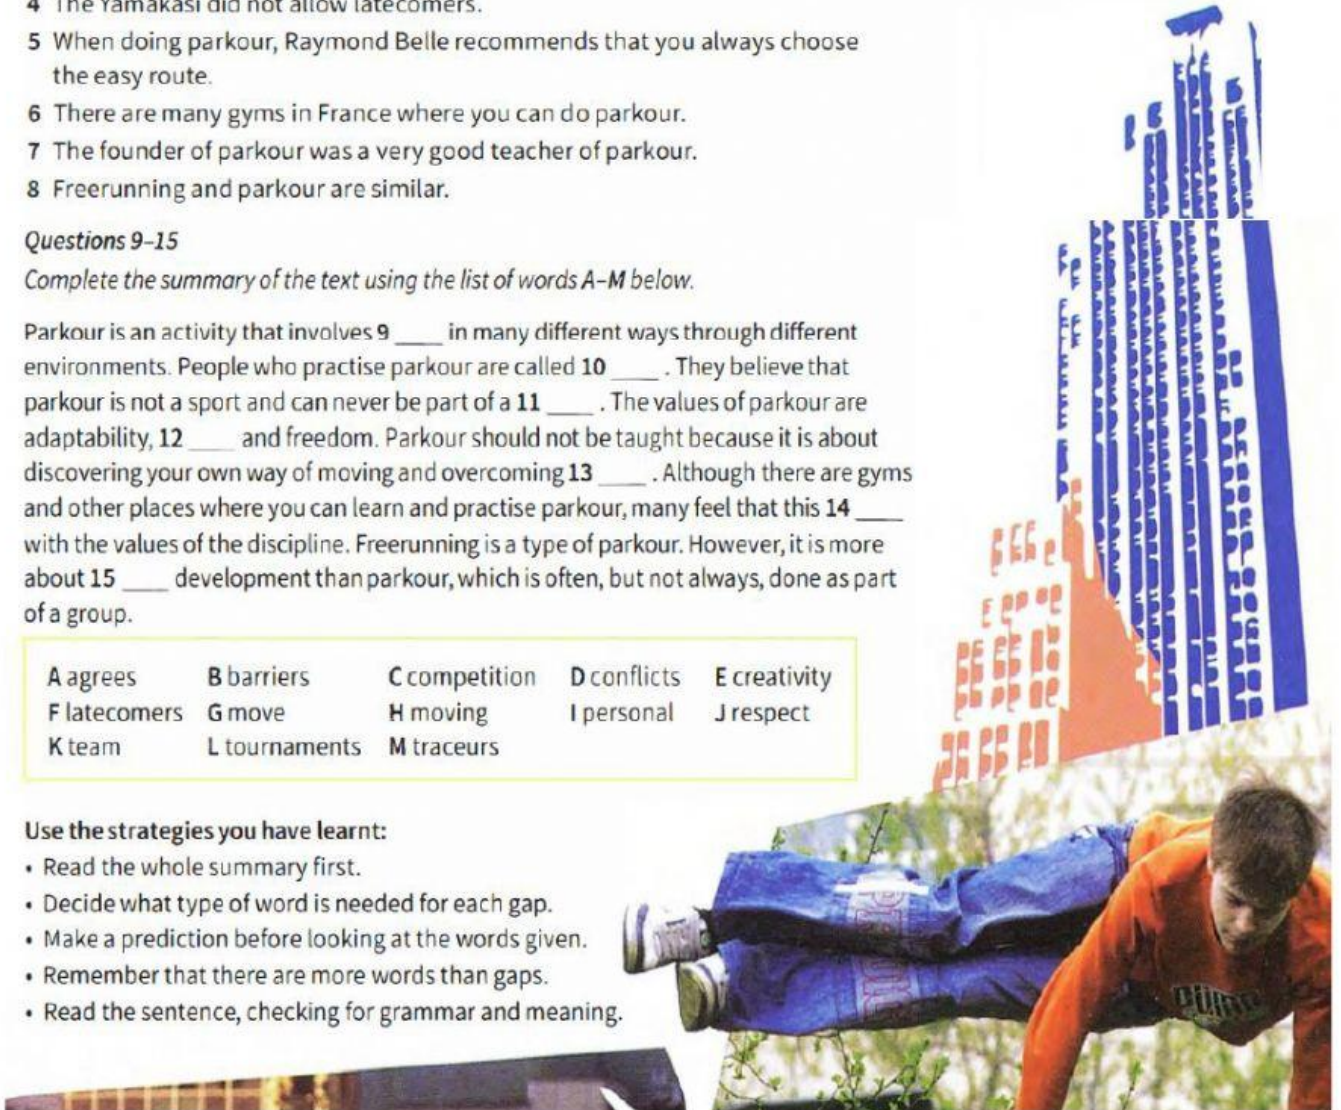 4 The Yamakasi did not allow latecomers.
5 When doing parkour, Raymond Belle recommends that you always choose
the easy route.
6 There are many gyms in France where you can do parkour.
7 The founder of parkour was a very good teacher of parkour.
8 Freerunning and parkour are similar.
Questions 9–15
Complete the summary of the text using the list of words A–M below.
Parkour is an activity that involves 9 ____ in many different ways through different
environments. People who practise parkour are called 10 ____ . They believe that
parkour is not a sport and can never be part of a 11 ____ . The values of parkour are
adaptability, 12 ____ and freedom. Parkour should not be taught because it is about
discovering your own way of moving and overcoming 13 ____ . Although there are gyms
and other places where you can learn and practise parkour, many feel that this 14 ____
with the values of the discipline. Freerunning is a type of parkour. However, it is more
about 15 ____ development than parkour, which is often, but not always, done as part
of a group.
A agrees B barriers C competition D conflicts E creativity
F latecomers G move H moving I personal J respect
K team L tournaments M traceurs
Use the strategies you have learnt:
• Read the whole summary first.
• Decide what type of word is needed for each gap.
• Make a prediction before looking at the words given.
• Remember that there are more words than gaps.
• Read the sentence, checking for grammar and meaning.